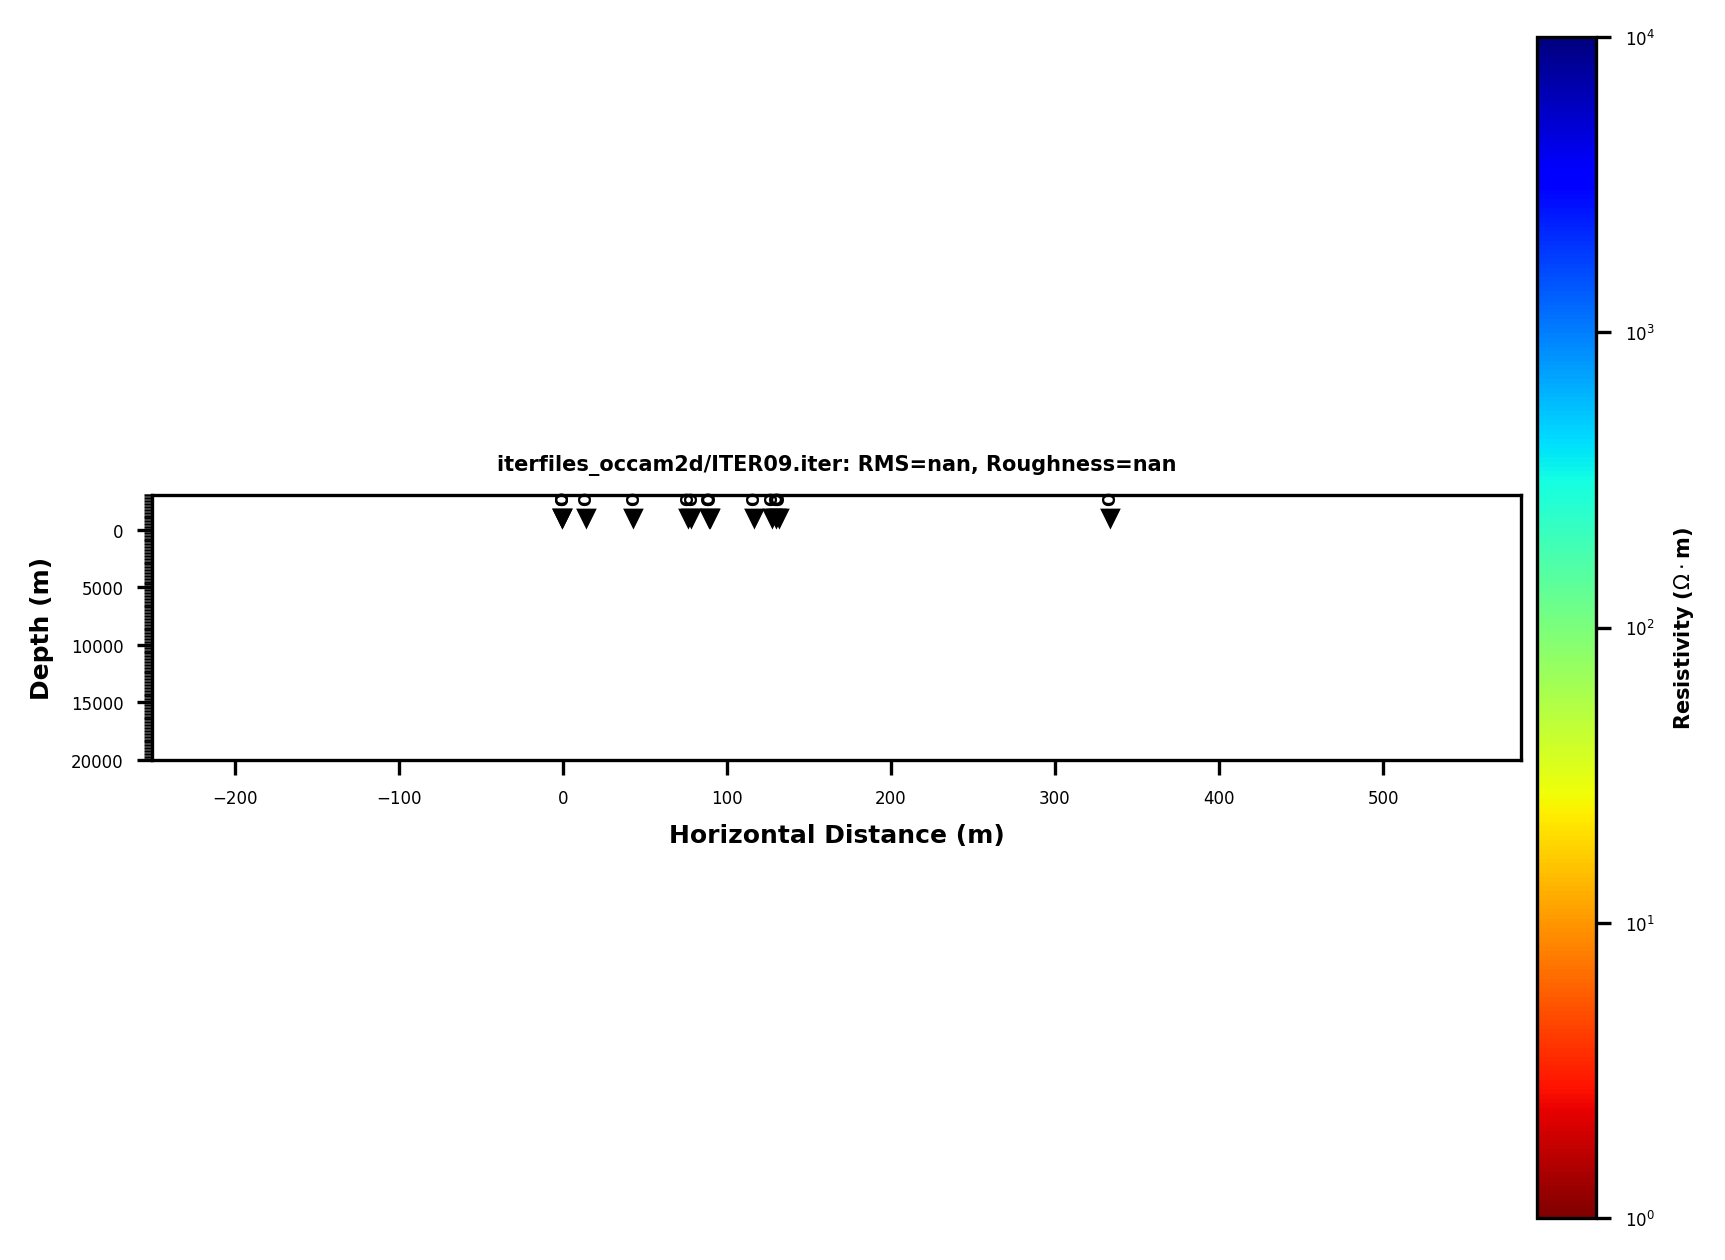 iterfiles_occam2d/ITER09.iter: RMS=nan, Roughness=nan
0
5000
10000
15000
20000
Depth (m)
−200 −100 0 100 200 300 400 500
Horizontal Distance (m)
10⁴
10³
10²
10¹
10⁰
Resistivity (Ω · m)